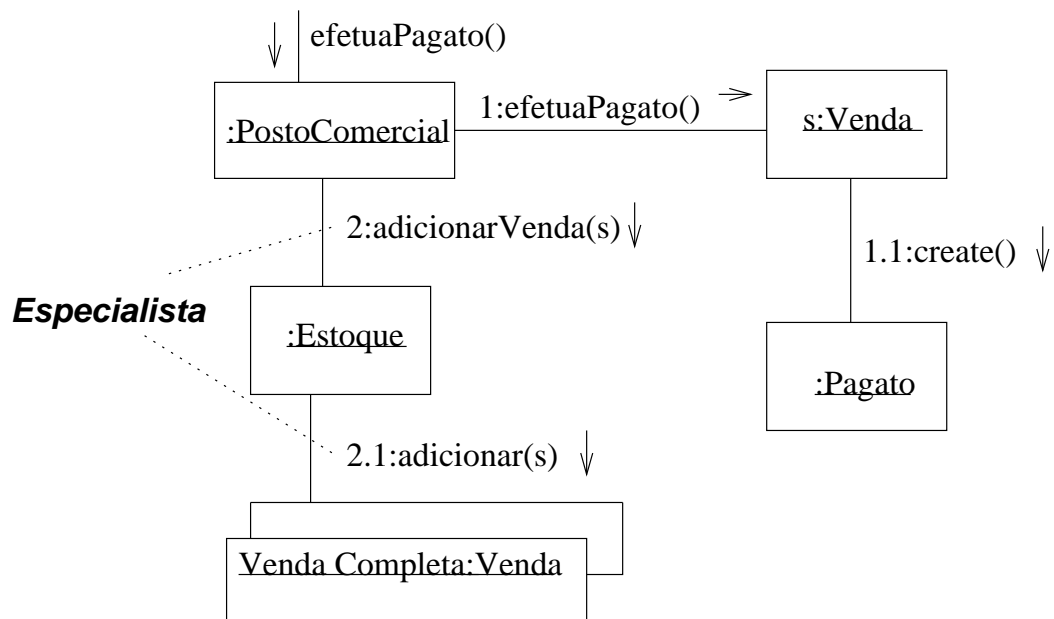 efetuaPagato()
:PostoComercial
1:efetuaPagato()
s:Venda
2:adicionarVenda(s)
1.1:create()
Especialista
:Estoque
:Pagato
2.1:adicionar(s)
Venda Completa:Venda